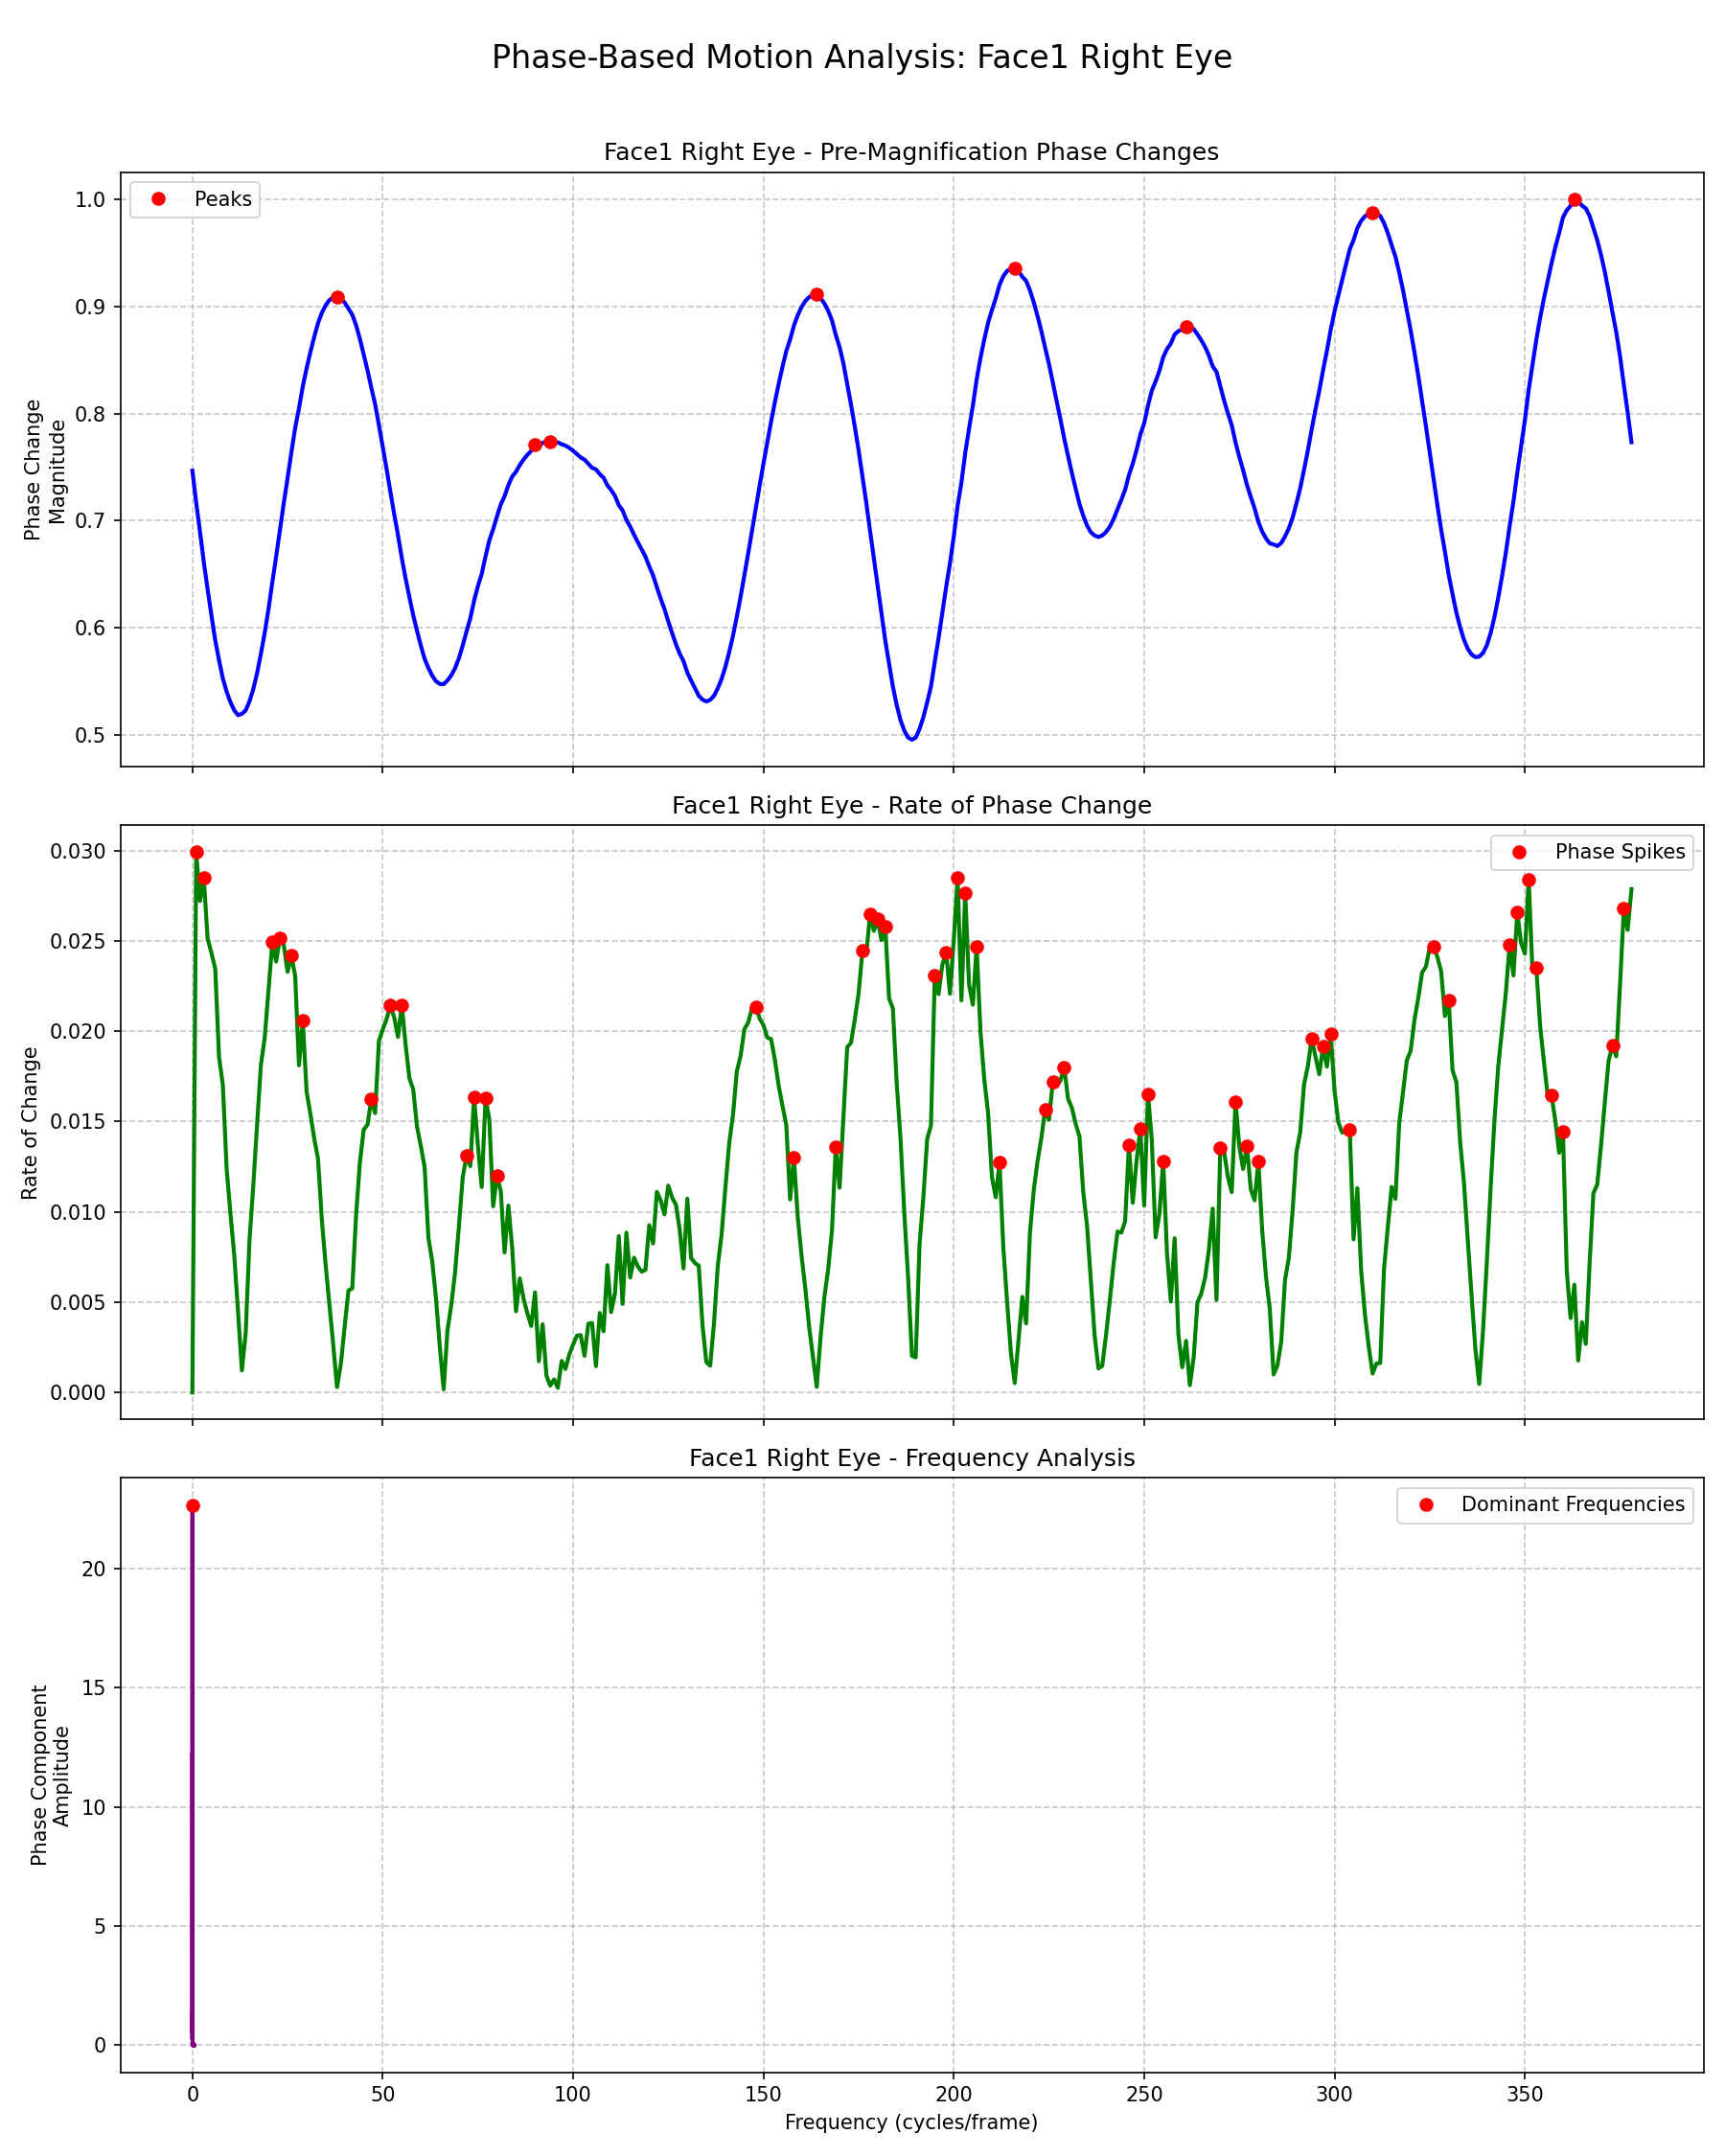 Phase-Based Motion Analysis: Face1 Right Eye
Face1 Right Eye - Pre-Magnification Phase Changes
Peaks
Phase Change
Magnitude
1.0
0.9
0.8
0.7
0.6
0.5
Face1 Right Eye - Rate of Phase Change
Phase Spikes
Rate of Change
0.030
0.025
0.020
0.015
0.010
0.005
0.000
Face1 Right Eye - Frequency Analysis
Dominant Frequencies
Phase Component
Amplitude
20
15
10
5
0
0 50 100 150 200 250 300 350
Frequency (cycles/frame)